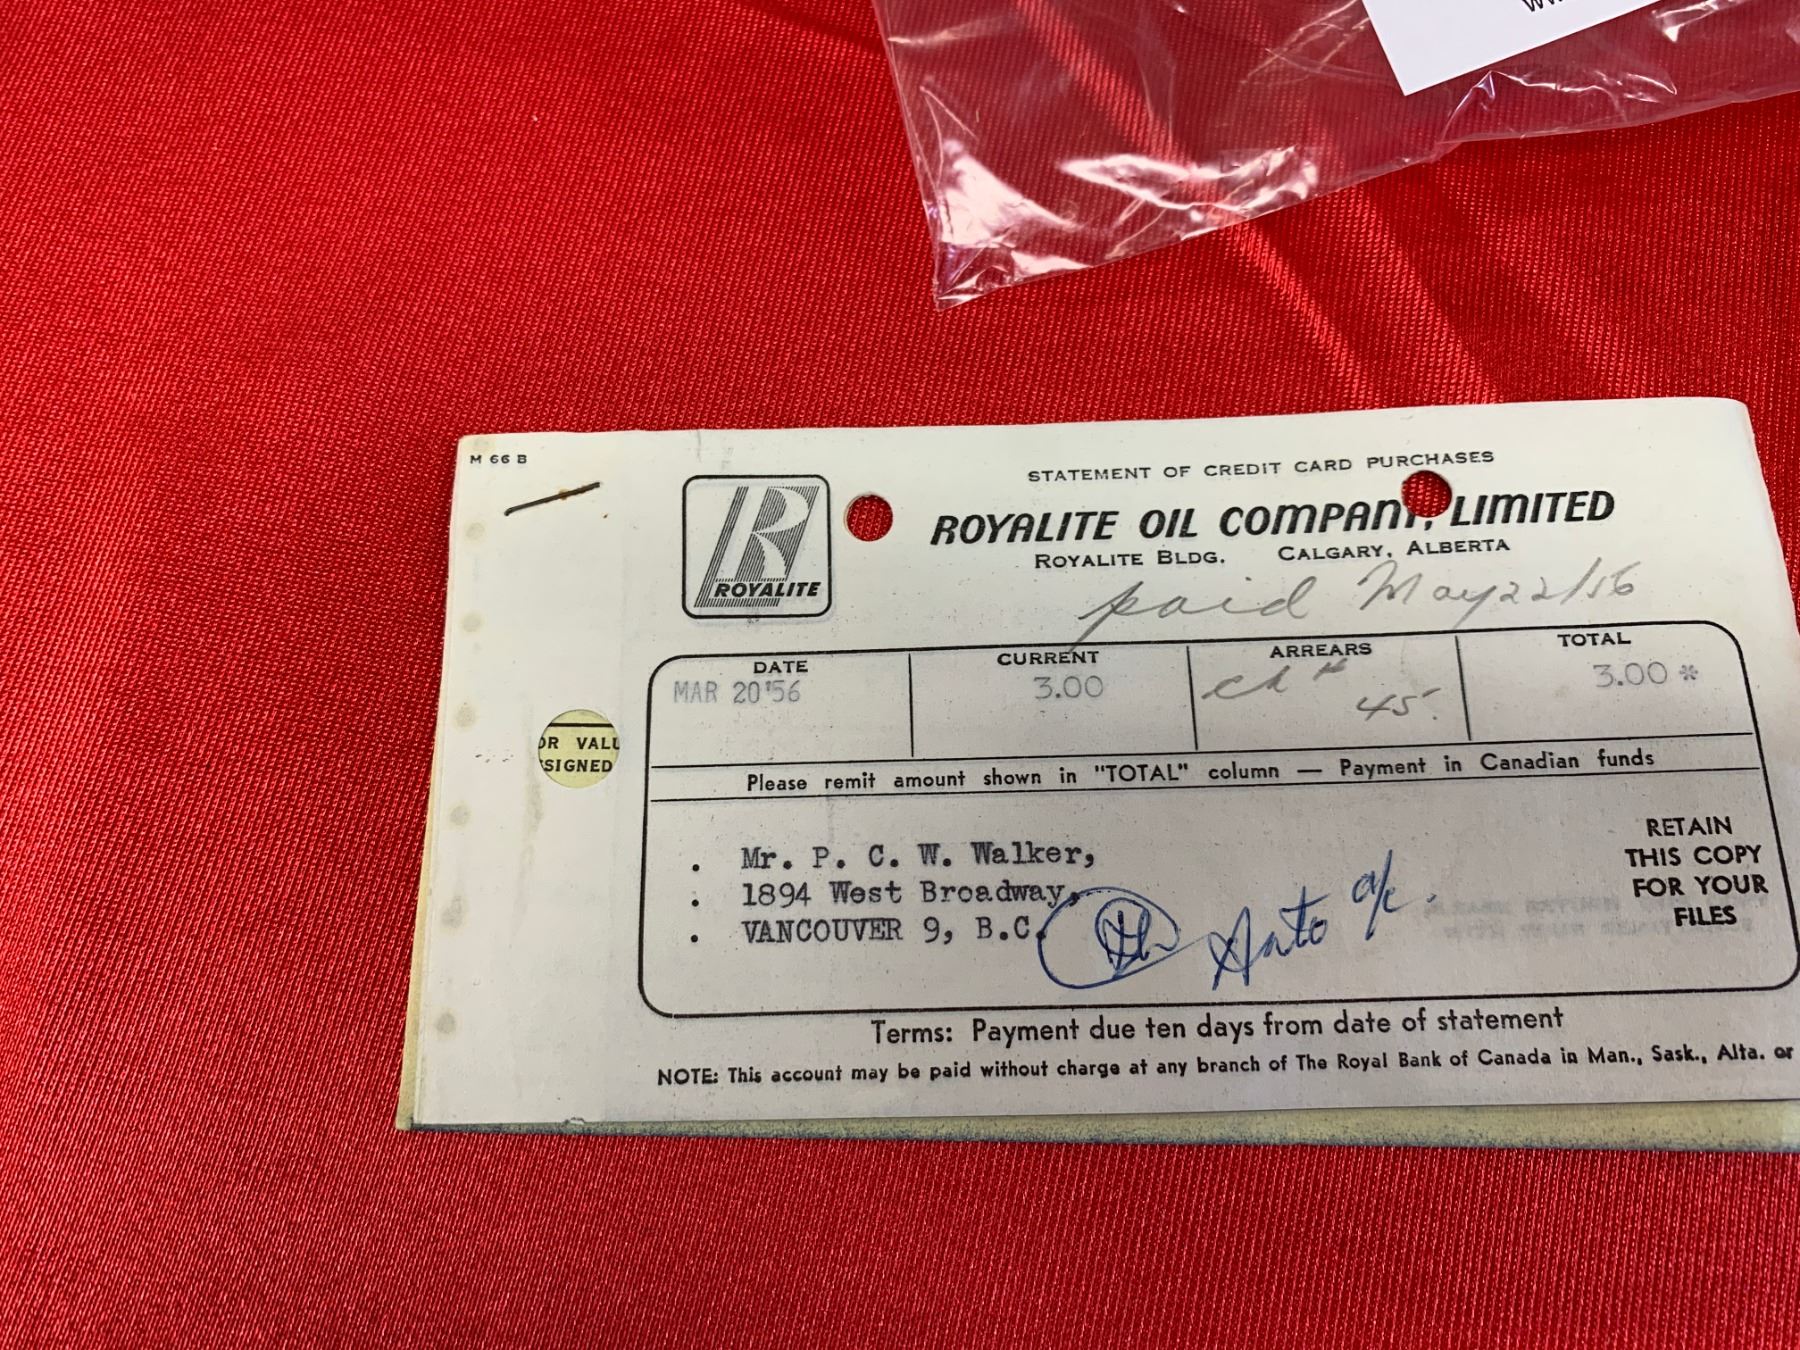 M 66 B
STATEMENT OF CREDIT CARD PURCHASES
ROYALITE OIL COMPANY, LIMITED
ROYALITE BLDG. CALGARY, ALBERTA
R
ROYALITE
paid May 22/56
DATE CURRENT ARREARS TOTAL
MAR 20'56 3.00 ch # 45. 3.00 *
OR VALU
SIGNED
Please remit amount shown in "TOTAL" column — Payment in Canadian funds
. Mr. P. C. W. Walker,
. 1894 West Broadway,
. VANCOUVER 9, B.C.
Auto a/c.
RETAIN
THIS COPY
FOR YOUR
FILES
Terms: Payment due ten days from date of statement
NOTE: This account may be paid without charge at any branch of The Royal Bank of Canada in Man., Sask., Alta. or